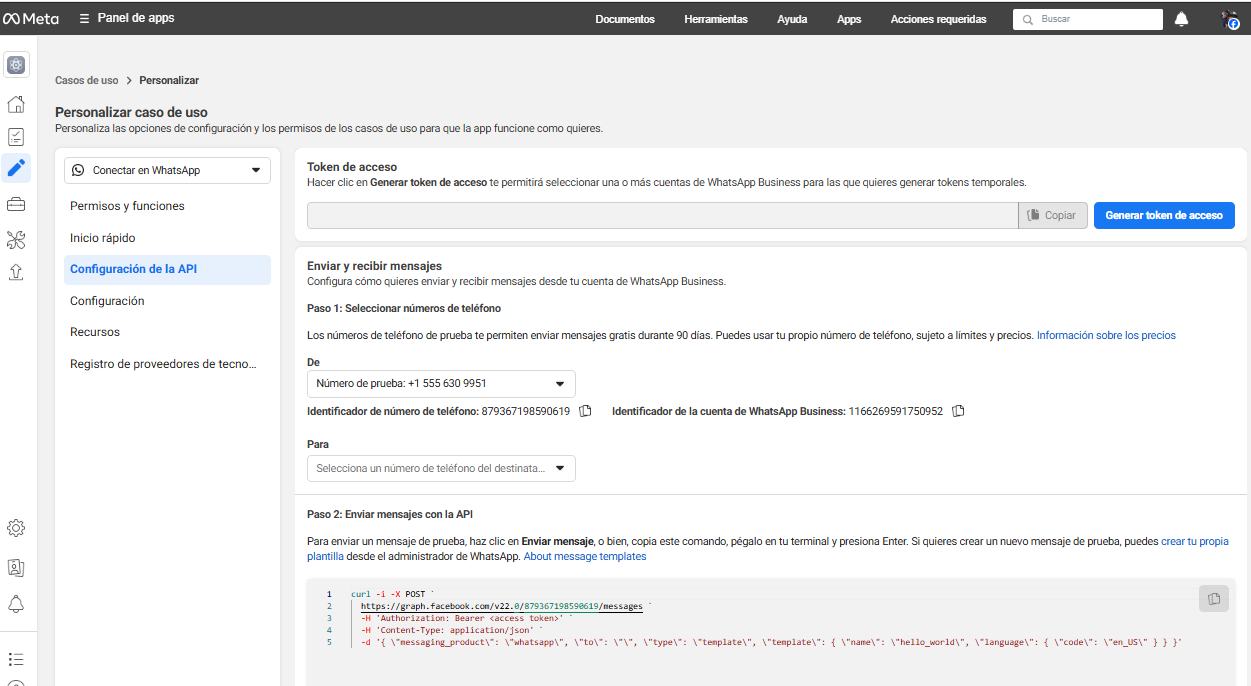 Meta
Panel de apps
Documentos
Herramientas
Ayuda
Apps
Acciones requeridas
Buscar
Casos de uso > Personalizar
Personalizar caso de uso
Personaliza las opciones de configuración y los permisos de los casos de uso para que la app funcione como quieres.
Conectar en WhatsApp
Permisos y funciones
Inicio rápido
Configuración de la API
Configuración
Recursos
Registro de proveedores de tecno...
Token de acceso
Hacer clic en Generar token de acceso te permitirá seleccionar una o más cuentas de WhatsApp Business para las que quieres generar tokens temporales.
Copiar
Generar token de acceso
Enviar y recibir mensajes
Configura cómo quieres enviar y recibir mensajes desde tu cuenta de WhatsApp Business.
Paso 1: Seleccionar números de teléfono
Los números de teléfono de prueba te permiten enviar mensajes gratis durante 90 días. Puedes usar tu propio número de teléfono, sujeto a límites y precios. Información sobre los precios
De
Número de prueba: +1 555 630 9951
Identificador de número de teléfono: 879367198590619
Identificador de la cuenta de WhatsApp Business: 1166269591750952
Para
Selecciona un número de teléfono del destinata...
Paso 2: Enviar mensajes con la API
Para enviar un mensaje de prueba, haz clic en Enviar mensaje, o bien, copia este comando, pégalo en tu terminal y presiona Enter. Si quieres crear un nuevo mensaje de prueba, puedes crear tu propia
plantilla desde el administrador de WhatsApp. About message templates
1 curl -i -X POST `
2 https://graph.facebook.com/v22.0/879367198590619/messages `
3 -H 'Authorization: Bearer <access token>' `
4 -H 'Content-Type: application/json' `
5 -d '{ \"messaging_product\": \"whatsapp\", \"to\": \"\", \"type\": \"template\", \"template\": { \"name\": \"hello_world\", \"language\": { \"code\": \"en_US\" } } }'